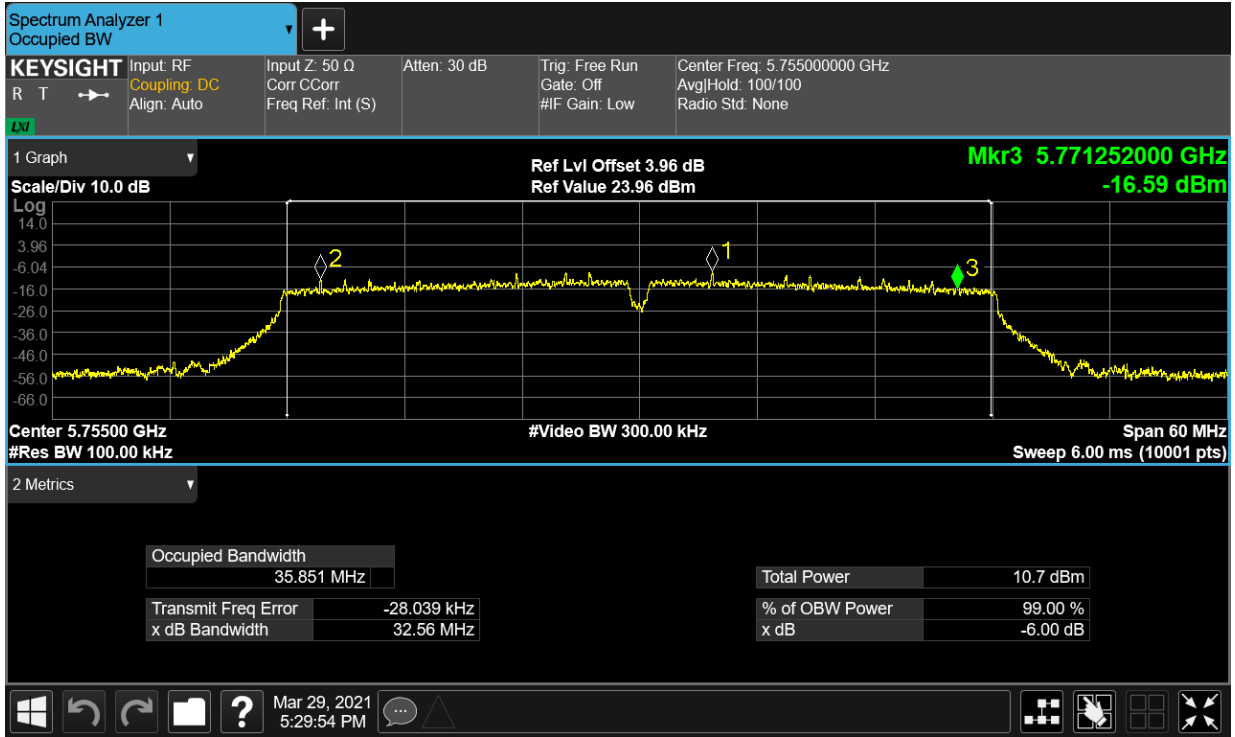 Spectrum Analyzer 1
Occupied BW
KEYSIGHT
R T
LXI
Input: RF
Coupling: DC
Align: Auto
Input Z: 50 Ω
Corr CCorr
Freq Ref: Int (S)
Atten: 30 dB
Trig: Free Run
Gate: Off
#IF Gain: Low
Center Freq: 5.755000000 GHz
Avg|Hold: 100/100
Radio Std: None
1 Graph
Scale/Div 10.0 dB
Ref Lvl Offset 3.96 dB
Ref Value 23.96 dBm
Mkr3 5.771252000 GHz
-16.59 dBm
Log
14.0
3.96
-6.04
-16.0
-26.0
-36.0
-46.0
-56.0
-66.0
2
1
3
Center 5.75500 GHz
#Res BW 100.00 kHz
#Video BW 300.00 kHz
Span 60 MHz
Sweep 6.00 ms (10001 pts)
2 Metrics
Occupied Bandwidth
35.851 MHz
Transmit Freq Error -28.039 kHz
x dB Bandwidth 32.56 MHz
Total Power 10.7 dBm
% of OBW Power 99.00 %
x dB -6.00 dB
?
Mar 29, 2021
5:29:54 PM